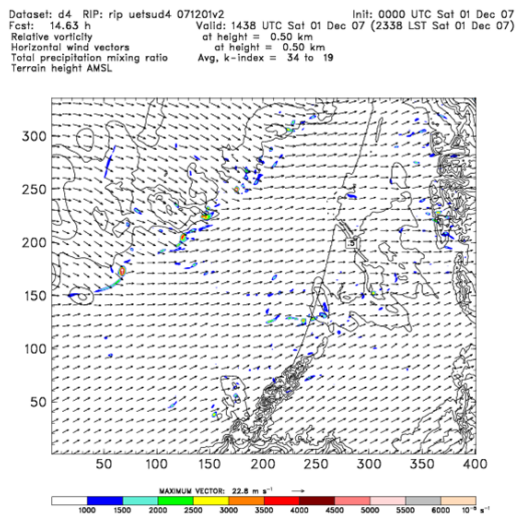 Dataset: d4 RIP: rip uetsud4 071201v2 Init: 0000 UTC Sat 01 Dec 07
Fcst: 14.63 h Valid: 1438 UTC Sat 01 Dec 07 (2338 LST Sat 01 Dec 07)
Relative vorticity at height = 0.50 km
Horizontal wind vectors at height = 0.50 km
Total precipitation mixing ratio Avg, k-index = 34 to 19
Terrain height AMSL
300
250
200
150
100
50
.5
50 100 150 200 250 300 350 400
MAXIMUM VECTOR: 22.8 m s⁻¹
1000 1500 2000 2500 3000 3500 4000 4500 5000 5500 6000 10⁻⁵ s⁻¹